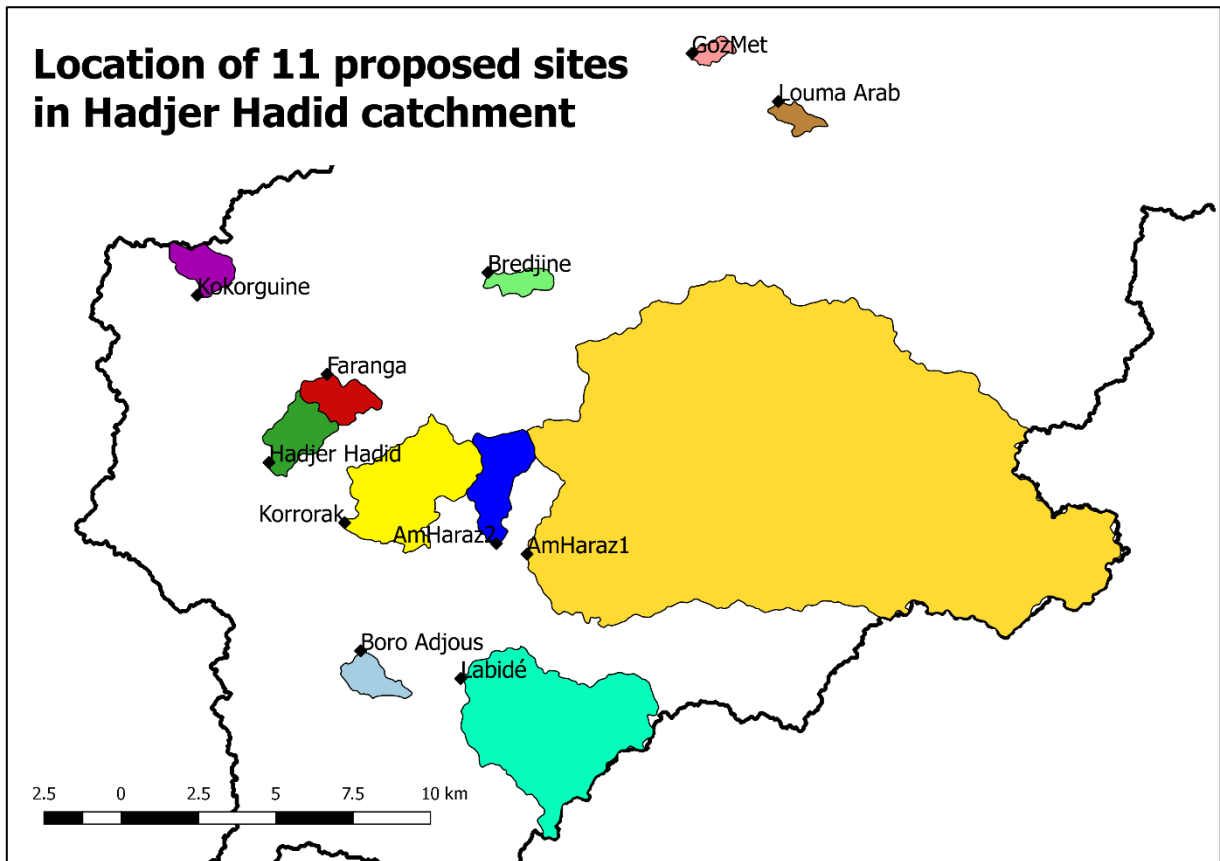 Location of 11 proposed sites
in Hadjer Hadid catchment
GozMet
Louma Arab
Bredjine
Kokorguine
Faranga
Hadjer Hadid
Korrorak
AmHaraz2
AmHaraz1
Boro Adjous
Labidé
2.5 0 2.5 5 7.5 10 km